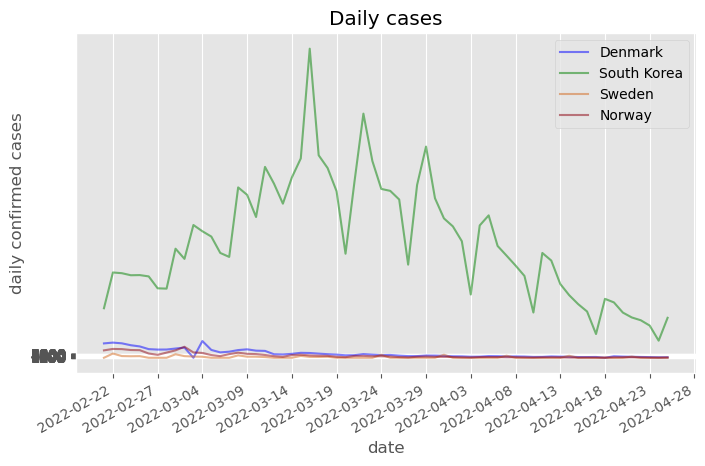 Daily cases
Denmark
South Korea
Sweden
Norway
daily confirmed cases
2022-02-22
2022-02-27
2022-03-04
2022-03-09
2022-03-14
2022-03-19
2022-03-24
2022-03-29
2022-04-03
2022-04-08
2022-04-13
2022-04-18
2022-04-23
2022-04-28
date